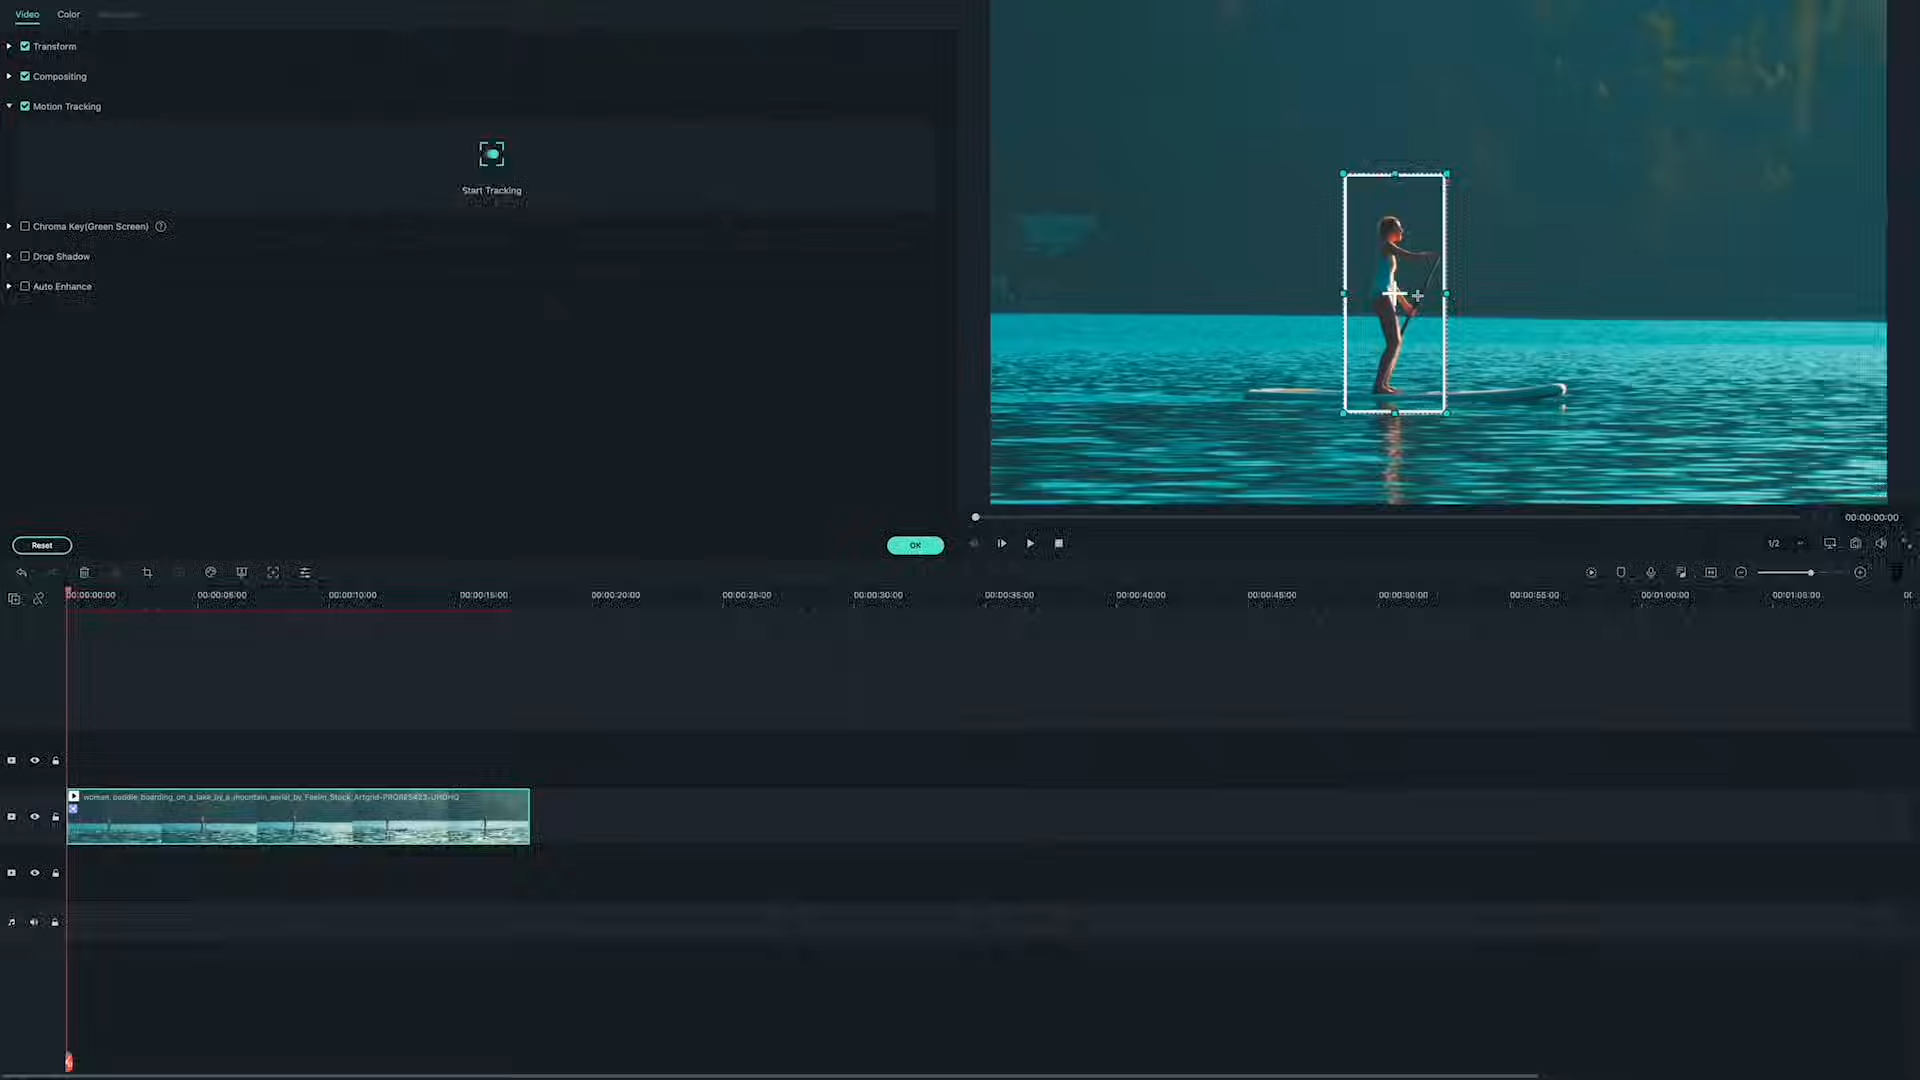 Video Color
Transform
Compositing
Motion Tracking
Start Tracking
Chroma Key(Green Screen)
Drop Shadow
Auto Enhance
00:00:00:00
Reset
OK
1/2
00:00:00:00 00:00:05:00 00:00:10:00 00:00:15:00 00:00:20:00 00:00:25:00 00:00:30:00 00:00:35:00 00:00:40:00 00:00:45:00 00:00:50:00 00:00:55:00 00:01:00:00 00:01:05:00
woman_paddle_boarding_on_a_lake_by_a_mountain_aerial_by_Feelm_Stock_Artgrid-PRORES422-UHDHQ